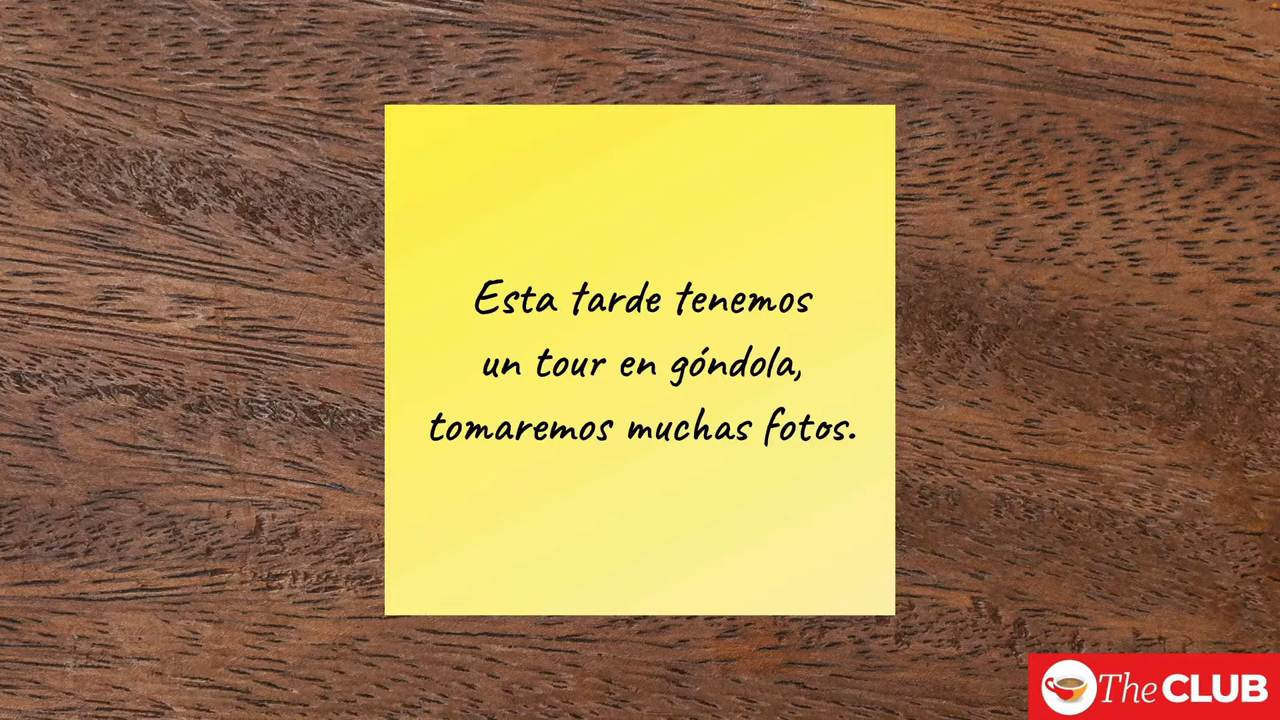 Esta tarde tenemos
un tour en góndola,
tomaremos muchas fotos.
The CLUB